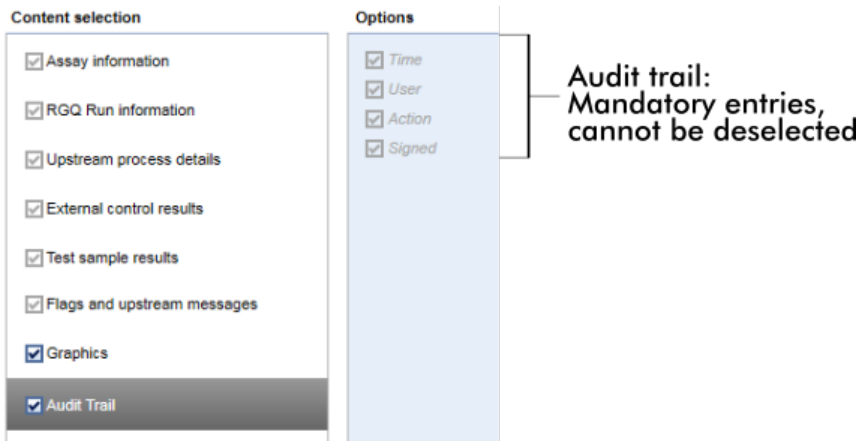 Content selection
Assay information
RGQ Run information
Upstream process details
External control results
Test sample results
Flags and upstream messages
Graphics
Audit Trail
Options
Time
User
Action
Signed
Audit trail:
Mandatory entries,
cannot be deselected